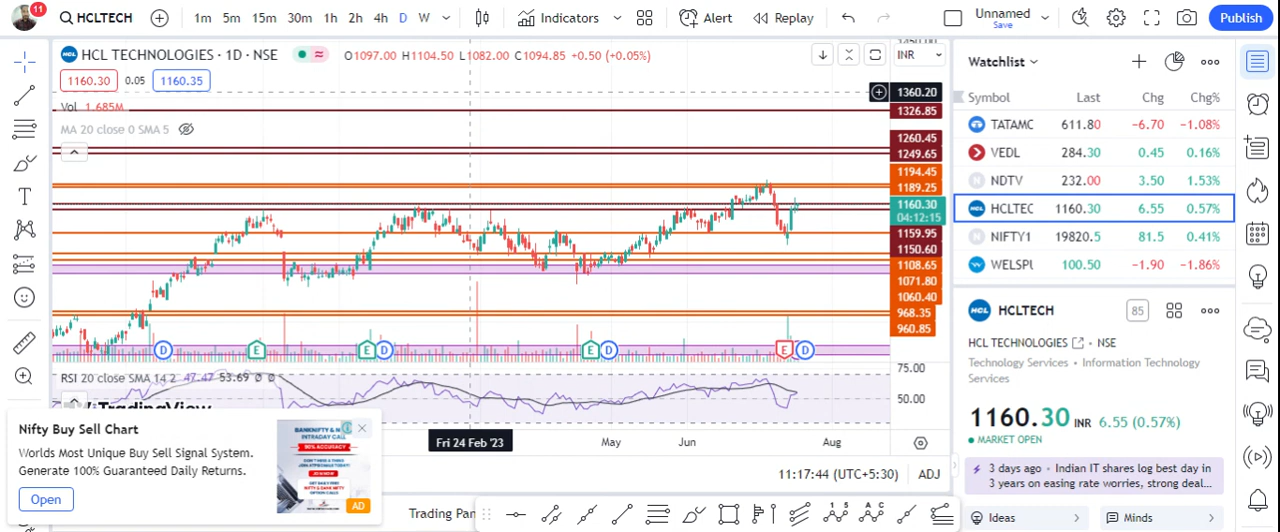 11
HCLTECH
1m 5m 15m 30m 1h 2h 4h D W
Indicators
Alert
Replay
Unnamed
Save
Publish
HCL TECHNOLOGIES · 1D · NSE
O1097.00 H1104.50 L1082.00 C1094.85 +0.50 (+0.05%)
INR
1160.30 0.05 1160.35
Vol 1.685M
MA 20 close 0 SMA 5
1360.20
1326.85
1260.45
1249.65
1194.45
1189.25
1160.30
04:12:15
1159.95
1150.60
1108.65
1071.80
1060.40
968.35
960.85
D E E D E D E D
RSI 20 close SMA 14 2 47.47 53.69 Ø Ø
75.00
50.00
TradingView
Fri 24 Feb '23
May Jun Aug
11:17:44 (UTC+5:30) ADJ
Nifty Buy Sell Chart
Worlds Most Unique Buy Sell Signal System.
Generate 100% Guaranteed Daily Returns.
Open
BANKNIFTY & N
INTRADAY CALL
90% ACCURACY
AD
Trading Pan
Watchlist
Symbol Last Chg Chg%
TATAMC 611.80 −6.70 −1.08%
VEDL 284.30 0.45 0.16%
NDTV 232.00 3.50 1.53%
HCLTEC 1160.30 6.55 0.57%
NIFTY1 19820.5 81.5 0.41%
WELSPU 100.50 −1.90 −1.86%
HCLTECH
85
HCL TECHNOLOGIES · NSE
Technology Services · Information Technology
Services
1160.30 INR 6.55 (0.57%)
MARKET OPEN
3 days ago · Indian IT shares log best day in
3 years on easing rate worries, strong deal...
Ideas
Minds